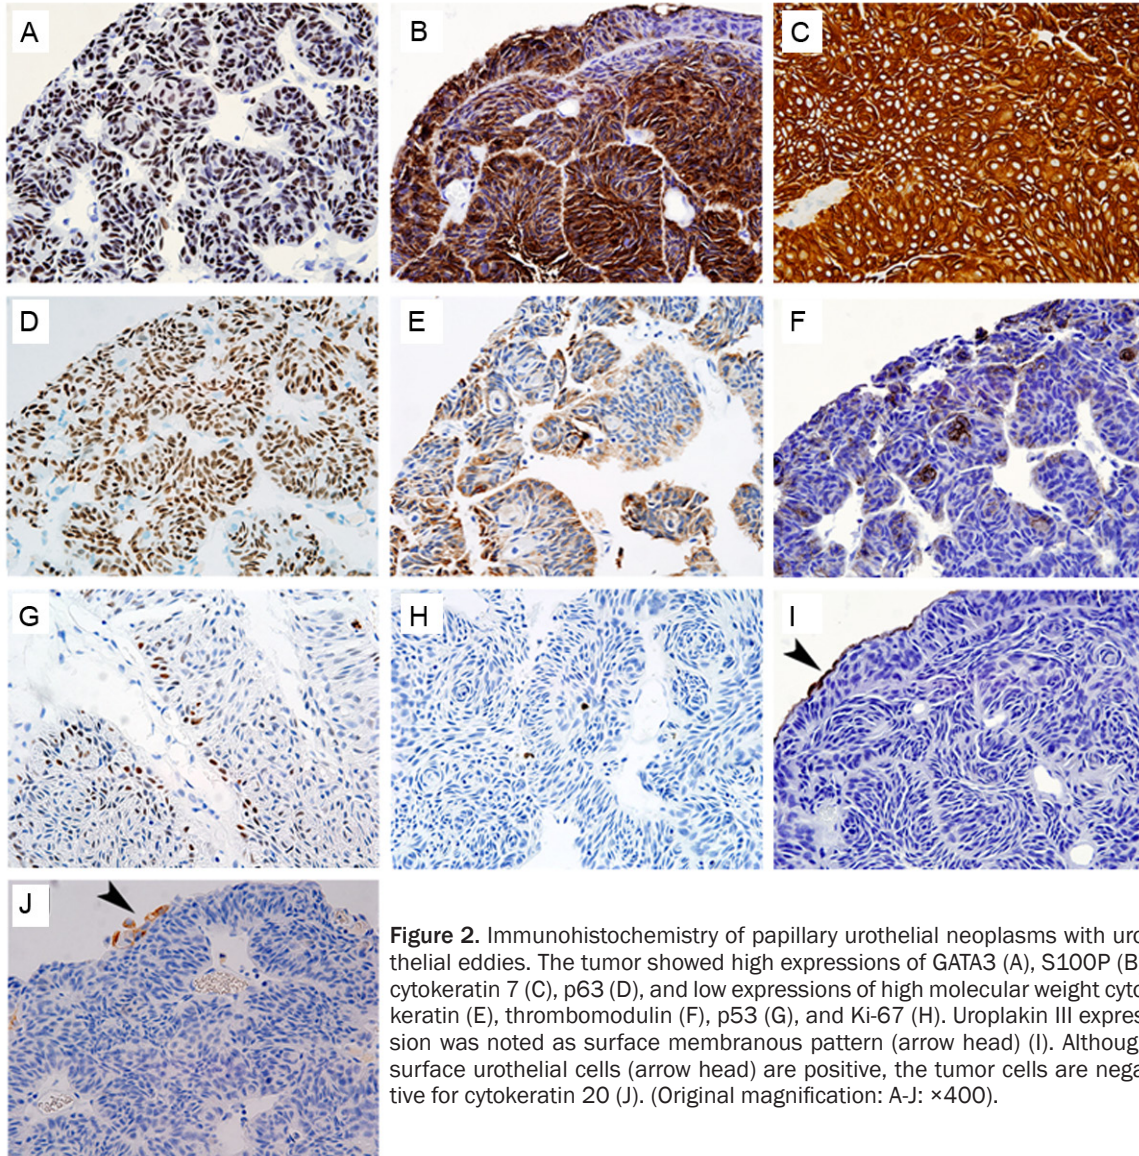 A
B
C
D
E
F
G
H
I
J
Figure 2. Immunohistochemistry of papillary urothelial neoplasms with uro
thelial eddies. The tumor showed high expressions of GATA3 (A), S100P (B
cytokeratin 7 (C), p63 (D), and low expressions of high molecular weight cyto
keratin (E), thrombomodulin (F), p53 (G), and Ki-67 (H). Uroplakin III expres
sion was noted as surface membranous pattern (arrow head) (I). Althoug
surface urothelial cells (arrow head) are positive, the tumor cells are nega
tive for cytokeratin 20 (J). (Original magnification: A-J: ×400).